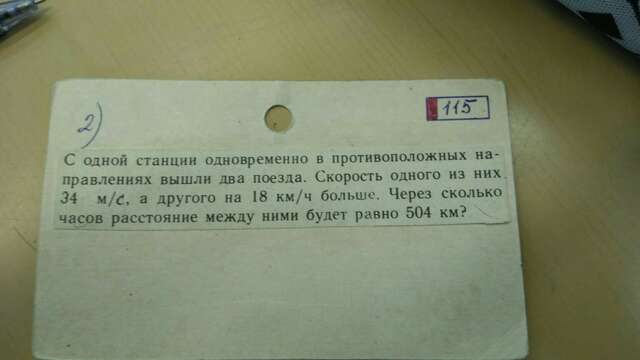 115
2)
С одной станции одновременно в противоположных на-
правлениях вышли два поезда. Скорость одного из них
34 м/с, а другого на 18 км/ч больше. Через сколько
часов расстояние между ними будет равно 504 км?